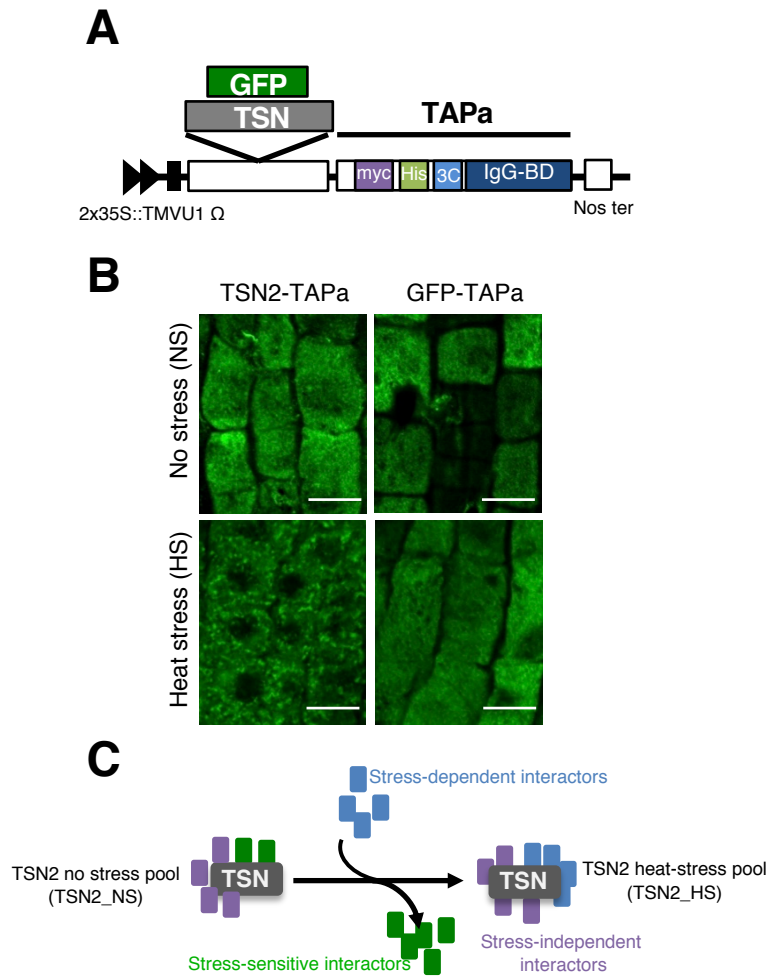 A
GFP
TSN
TAPa
myc
His
3C
IgG-BD
2x35S::TMVU1 Ω
Nos ter
B
TSN2-TAPa
GFP-TAPa
No stress (NS)
Heat stress (HS)
C
Stress-dependent interactors
TSN2 no stress pool
(TSN2_NS)
TSN
TSN
TSN2 heat-stress pool
(TSN2_HS)
Stress-sensitive interactors
Stress-independent
interactors